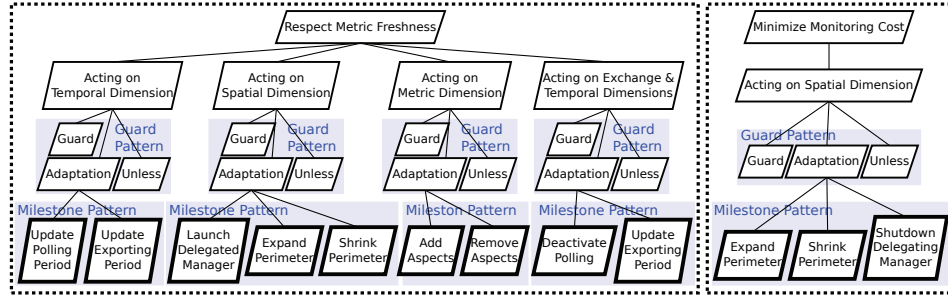 Respect Metric Freshness
Acting on
Temporal Dimension
Acting on
Spatial Dimension
Acting on
Metric Dimension
Acting on Exchange &
Temporal Dimensions
Guard
Guard
Pattern
Adaptation
Unless
Guard
Guard
Pattern
Adaptation
Unless
Guard
Guard
Pattern
Adaptation
Unless
Guard
Guard
Pattern
Adaptation
Unless
Milestone Pattern
Update
Polling
Period
Update
Exporting
Period
Milestone Pattern
Launch
Delegated
Manager
Expand
Perimeter
Shrink
Perimeter
Milestone Pattern
Add
Aspects
Remove
Aspects
Milestone Pattern
Deactivate
Polling
Update
Exporting
Period
Minimize Monitoring Cost
Acting on Spatial Dimension
Guard Pattern
Guard
Adaptation
Unless
Milestone Pattern
Expand
Perimeter
Shrink
Perimeter
Shutdown
Delegating
Manager